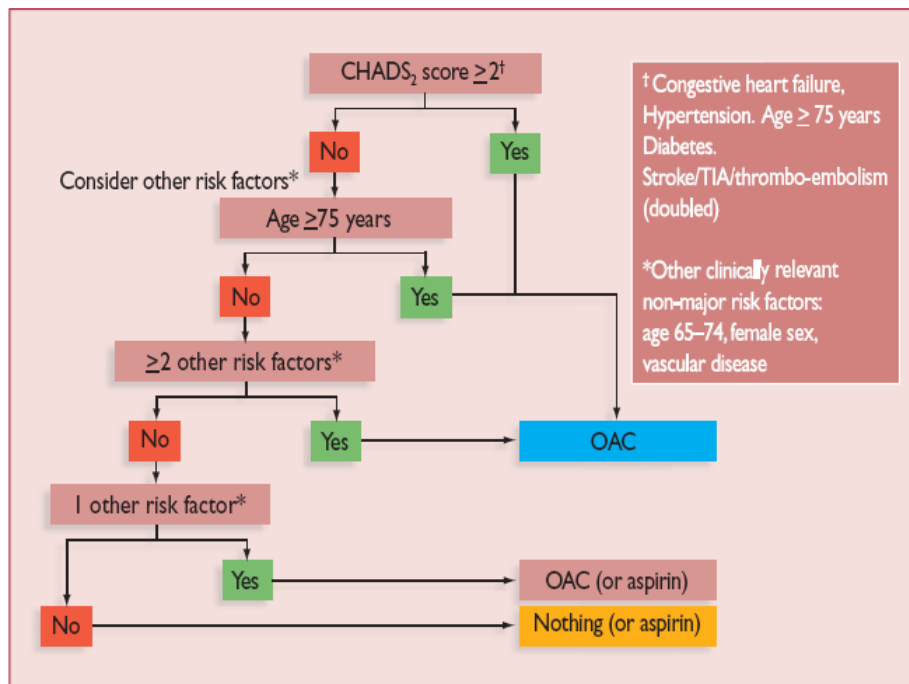 CHADS₂ score ≥2†
No
Yes
Consider other risk factors*
Age ≥75 years
No
Yes
≥2 other risk factors*
No
Yes
OAC
1 other risk factor*
Yes
OAC (or aspirin)
No
Nothing (or aspirin)
† Congestive heart failure,
Hypertension. Age ≥ 75 years
Diabetes.
Stroke/TIA/thrombo-embolism
(doubled)
*Other clinically relevant
non-major risk factors:
age 65–74, female sex,
vascular disease